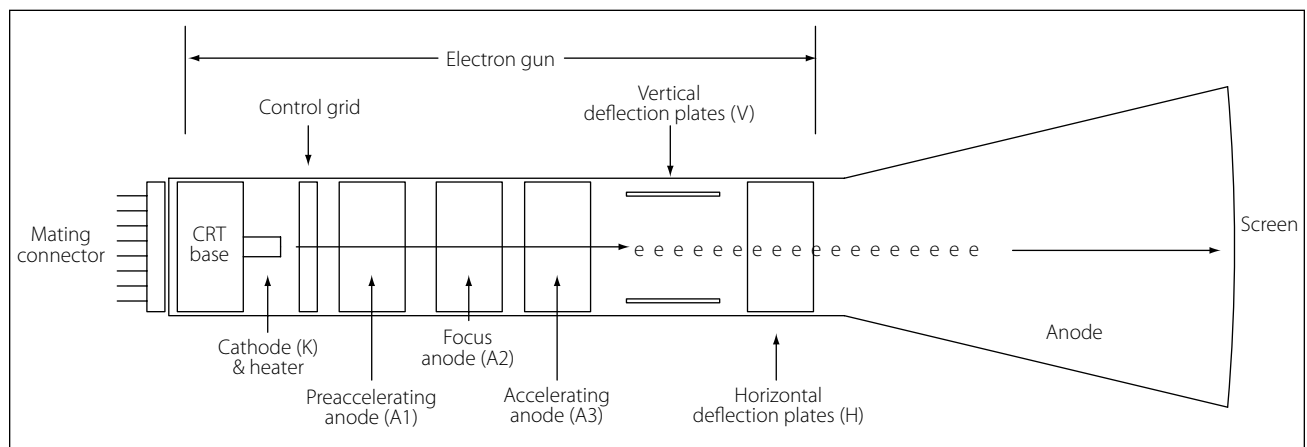 Electron gun
Control grid
Vertical
deflection plates (V)
Mating
connector
CRT
base
e e e e e e e e e e e e e e e e e e
Screen
Anode
Cathode (K)
& heater
Focus
anode (A2)
Preaccelerating
anode (A1)
Accelerating
anode (A3)
Horizontal
deflection plates (H)